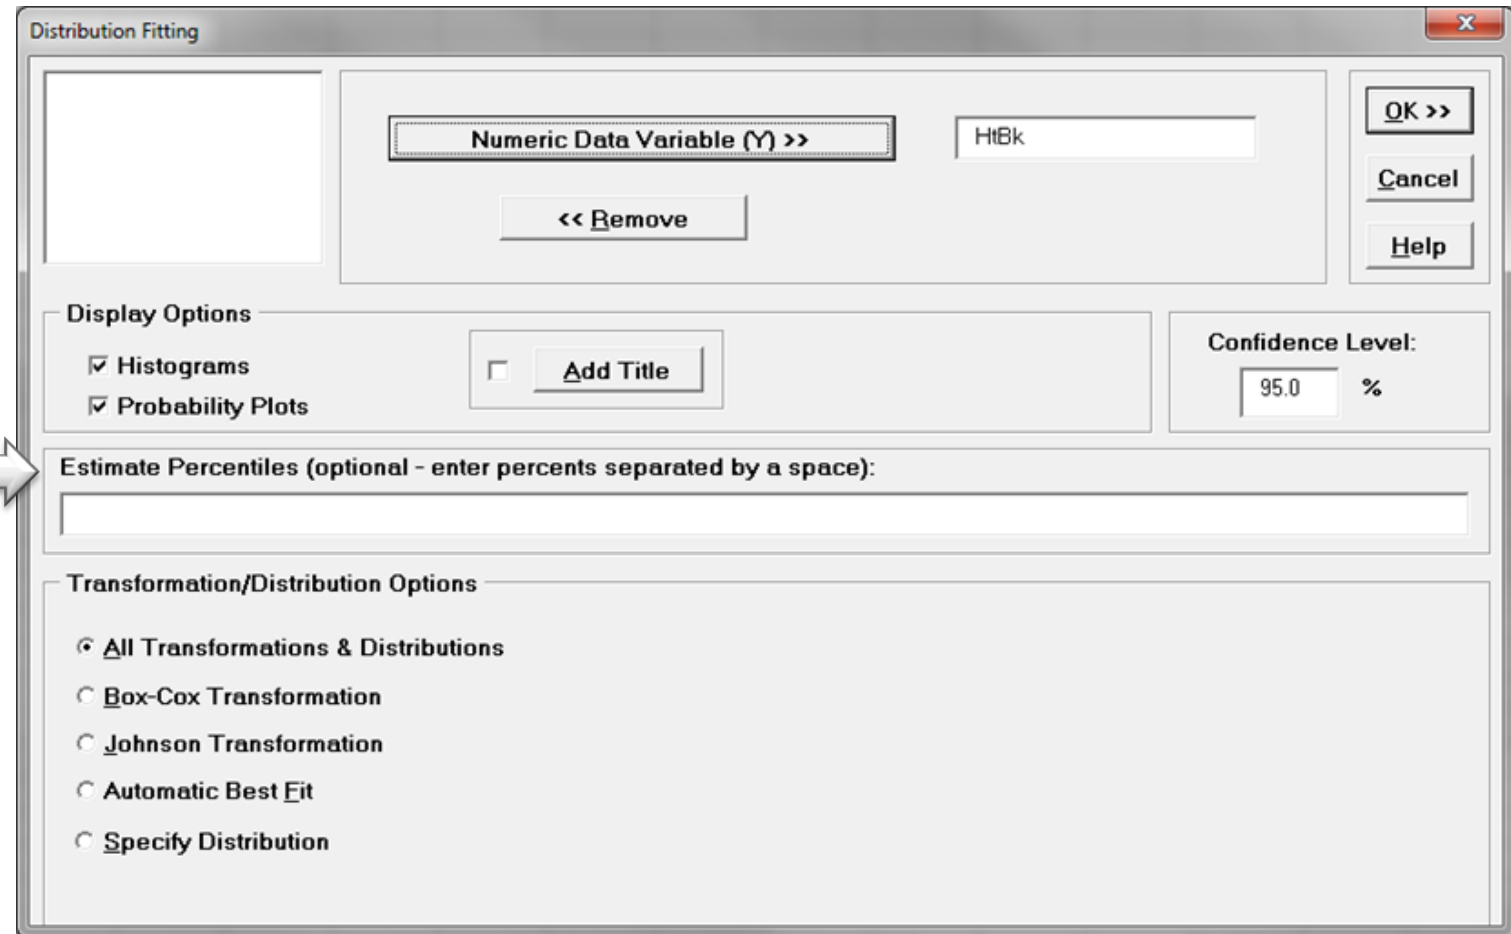 Distribution Fitting
Numeric Data Variable (Y) >>
HtBk
OK >>
<< Remove
Cancel
Help
Display Options
Histograms
Add Title
Probability Plots
Confidence Level:
95.0 %
Estimate Percentiles (optional - enter percents separated by a space):
Transformation/Distribution Options
All Transformations & Distributions
Box-Cox Transformation
Johnson Transformation
Automatic Best Fit
Specify Distribution